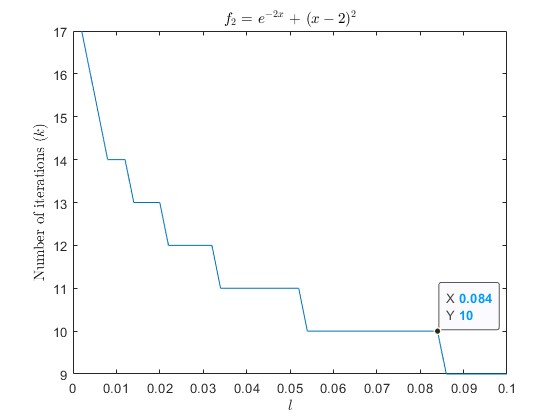 f₂ = e⁻²ˣ + (x − 2)²
Number of iterations (k)
17
16
15
14
13
12
11
10
9
X 0.084
Y 10
0 0.01 0.02 0.03 0.04 0.05 0.06 0.07 0.08 0.09 0.1
l